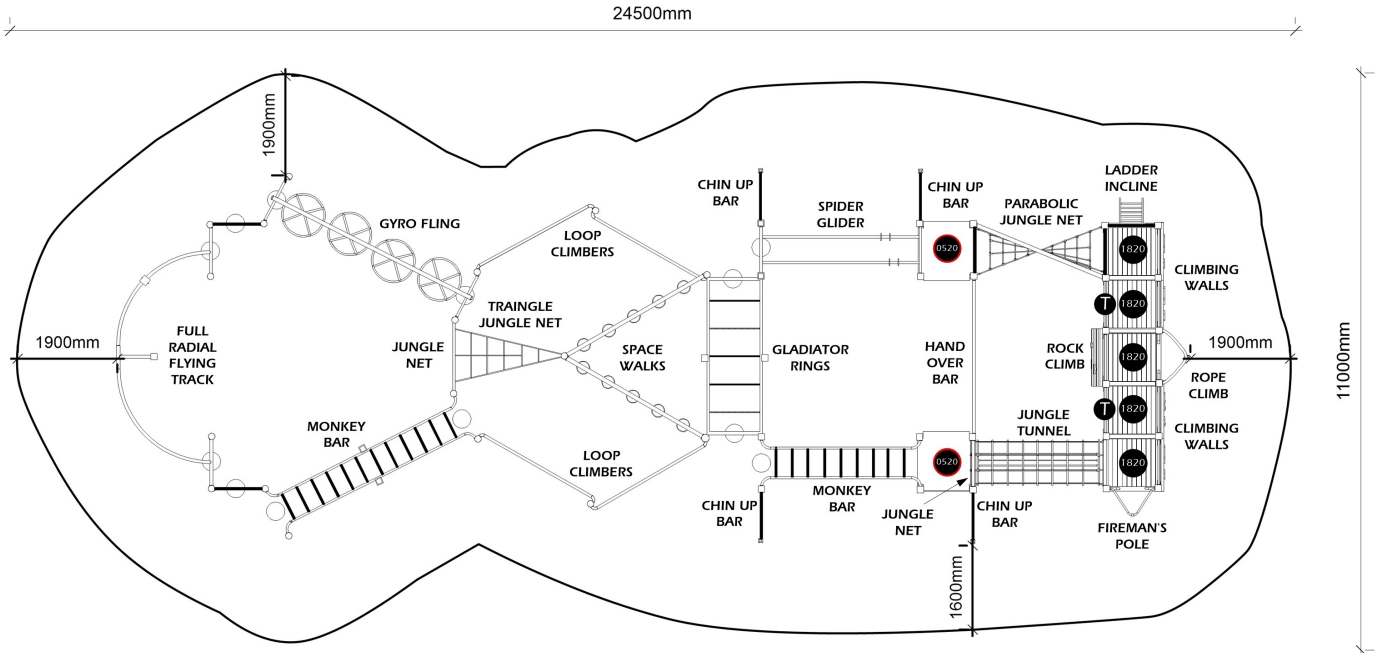 24500mm
1900mm
CHIN UP
BAR
SPIDER
GLIDER
CHIN UP
BAR
PARABOLIC
JUNGLE NET
LADDER
INCLINE
GYRO FLING
LOOP
CLIMBERS
0520
1820
CLIMBING
WALLS
T
1820
TRAINGLE
JUNGLE NET
FULL
RADIAL
FLYING
TRACK
1900mm
JUNGLE
NET
SPACE
WALKS
GLADIATOR
RINGS
HAND
OVER
BAR
ROCK
CLIMB
1820
1900mm
ROPE
CLIMB
11000mm
T
1820
JUNGLE
TUNNEL
CLIMBING
WALLS
MONKEY
BAR
LOOP
CLIMBERS
0520
1820
CHIN UP
BAR
MONKEY
BAR
JUNGLE
NET
CHIN UP
BAR
FIREMAN'S
POLE
1600mm